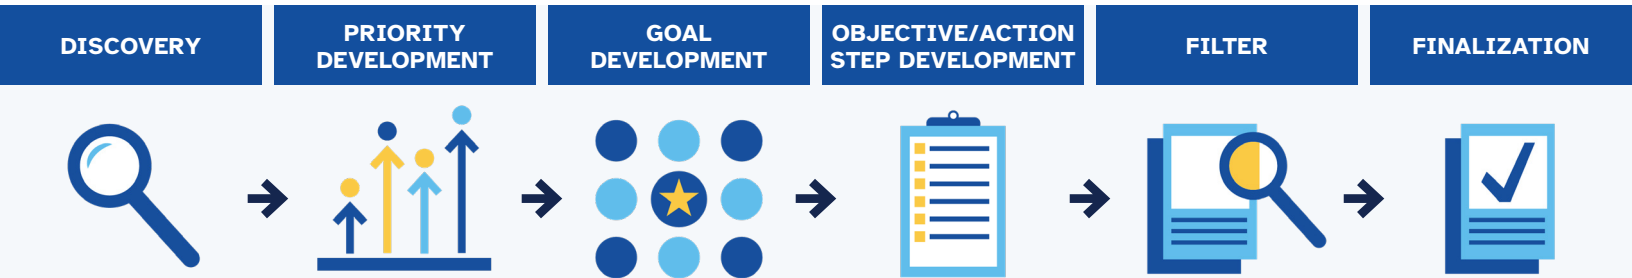 DISCOVERY
PRIORITY
DEVELOPMENT
GOAL
DEVELOPMENT
OBJECTIVE/ACTION
STEP DEVELOPMENT
FILTER
FINALIZATION